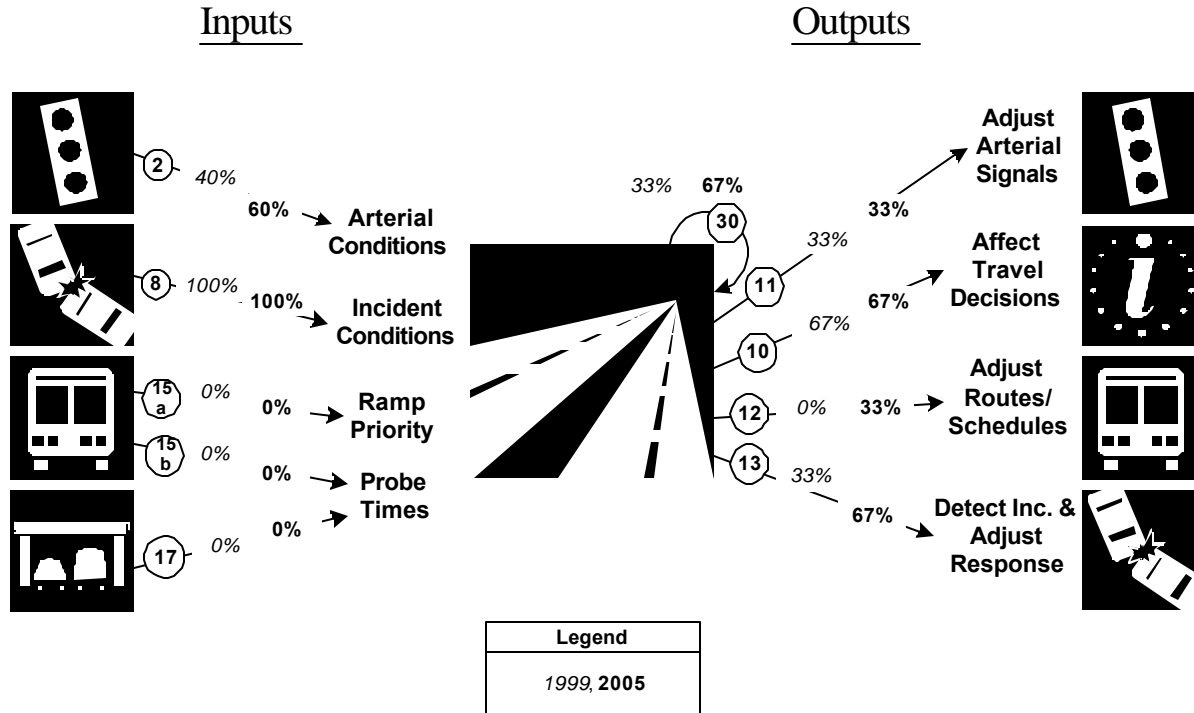 Inputs
Outputs
2
40%
60%
Arterial
Conditions
8
100%
100%
Incident
Conditions
15
a
0%
0%
Ramp
Priority
15
b
0%
0%
Probe
Times
17
0%
0%
33%
67%
30
11
33%
33%
Adjust
Arterial
Signals
10
67%
67%
Affect
Travel
Decisions
12
0%
33%
Adjust
Routes/
Schedules
13
33%
67%
Detect Inc. &
Adjust
Response
Legend
1999, 2005